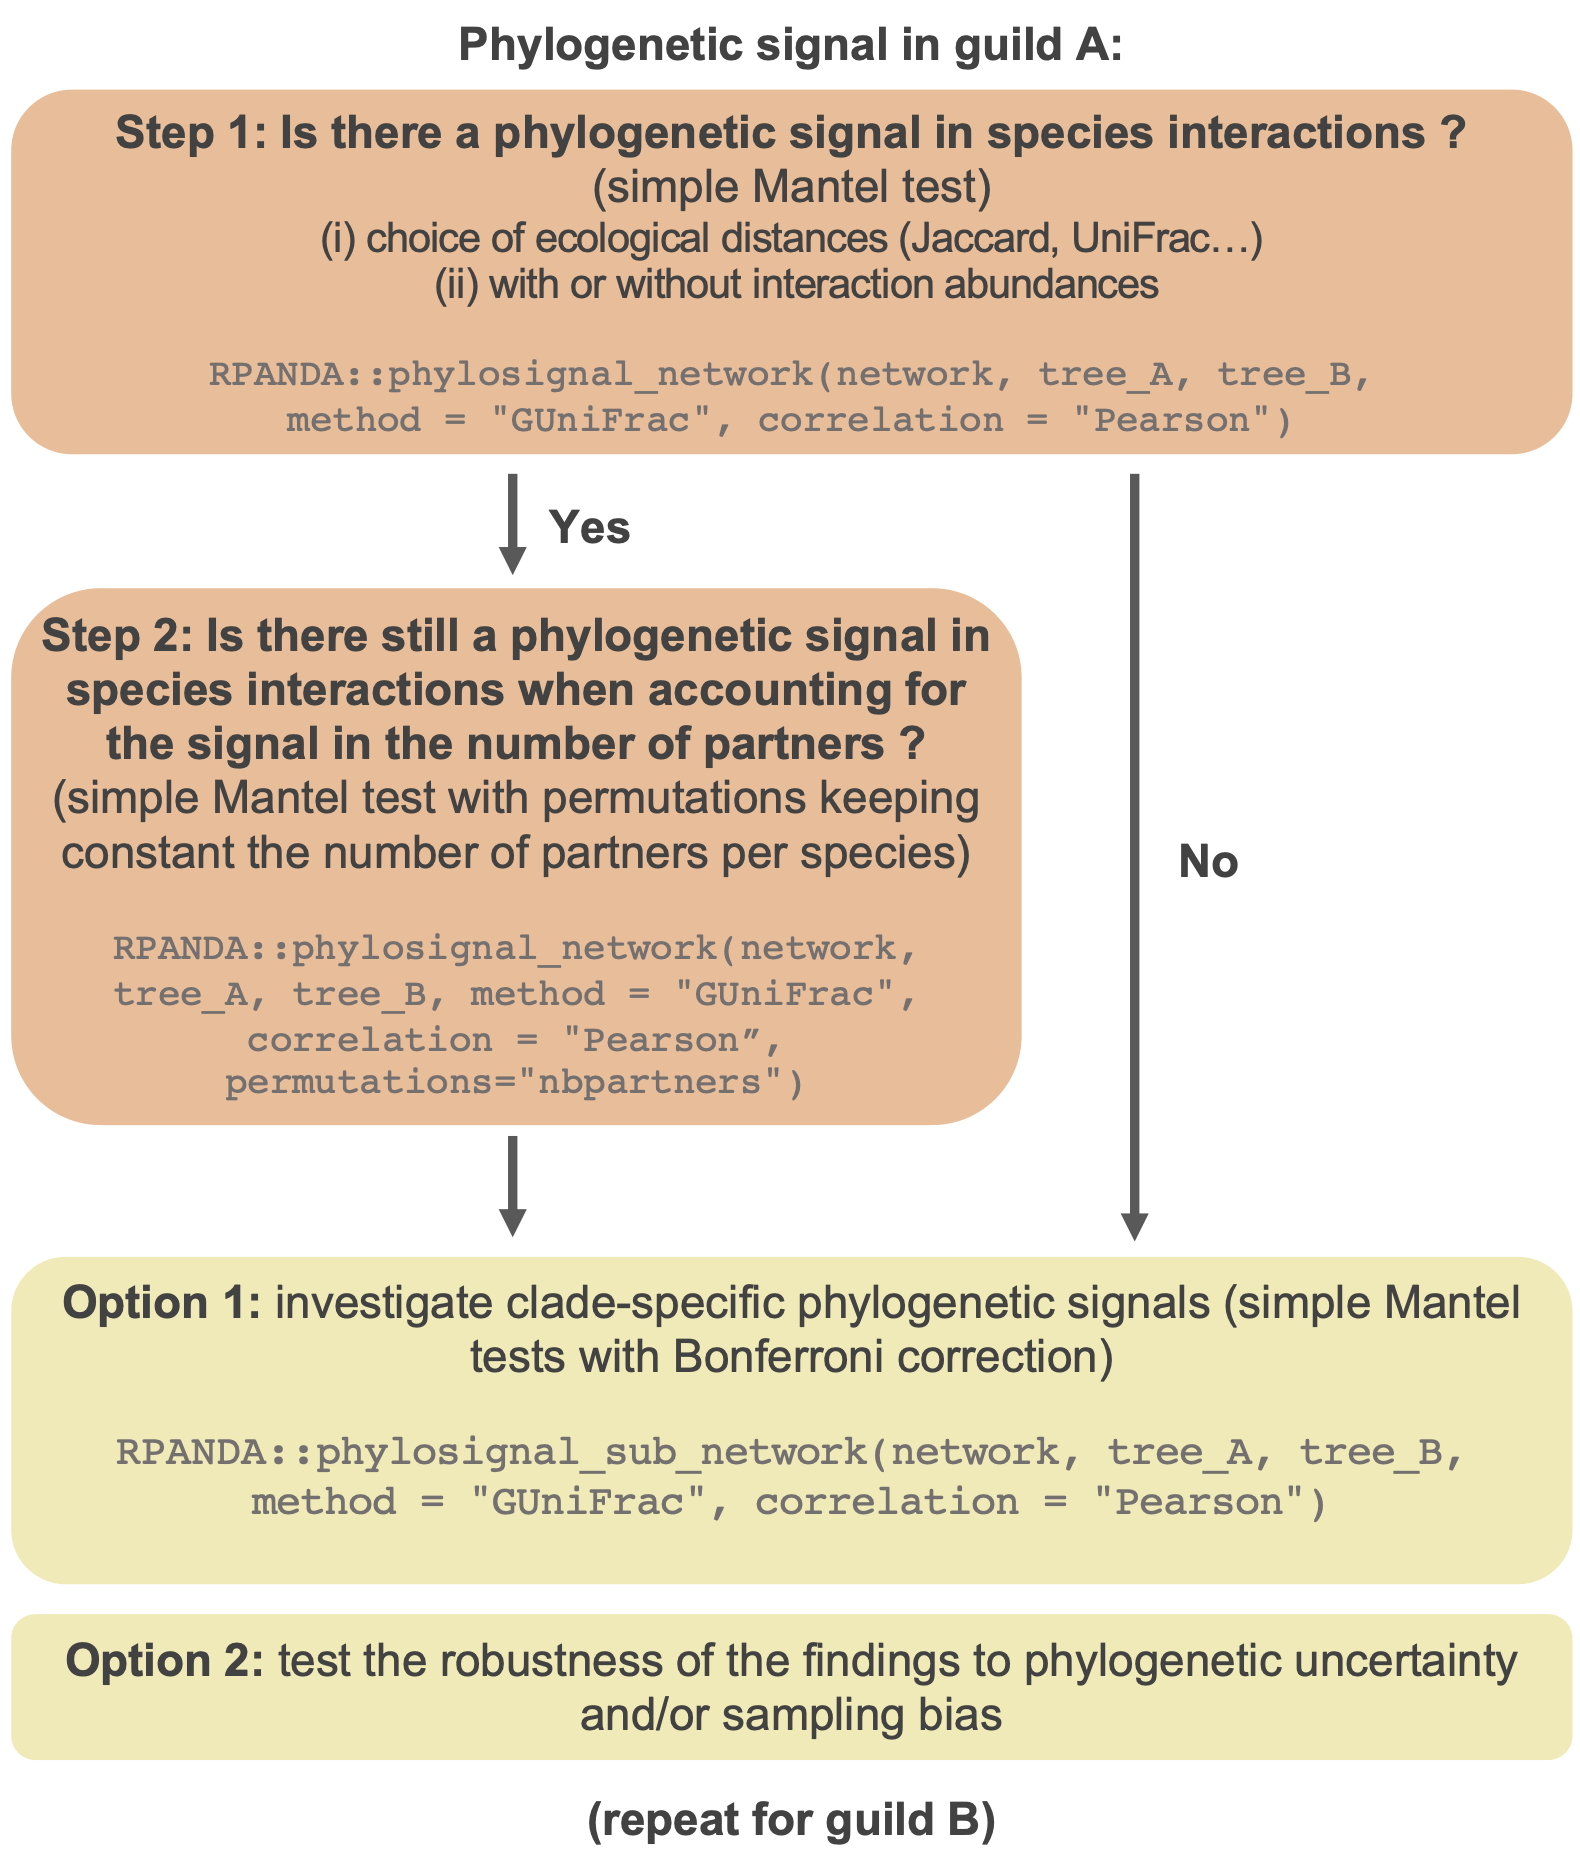 Phylogenetic signal in guild A:
Step 1: Is there a phylogenetic signal in species interactions ?
(simple Mantel test)
(i) choice of ecological distances (Jaccard, UniFrac…)
(ii) with or without interaction abundances
RPANDA::phylosignal_network(network, tree_A, tree_B,
method = "GUniFrac", correlation = "Pearson")
Yes
Step 2: Is there still a phylogenetic signal in
species interactions when accounting for
the signal in the number of partners ?
(simple Mantel test with permutations keeping
constant the number of partners per species)
RPANDA::phylosignal_network(network,
tree_A, tree_B, method = "GUniFrac",
correlation = "Pearson”,
permutations="nbpartners")
No
Option 1: investigate clade-specific phylogenetic signals (simple Mantel
tests with Bonferroni correction)
RPANDA::phylosignal_sub_network(network, tree_A, tree_B,
method = "GUniFrac", correlation = "Pearson")
Option 2: test the robustness of the findings to phylogenetic uncertainty
and/or sampling bias
(repeat for guild B)